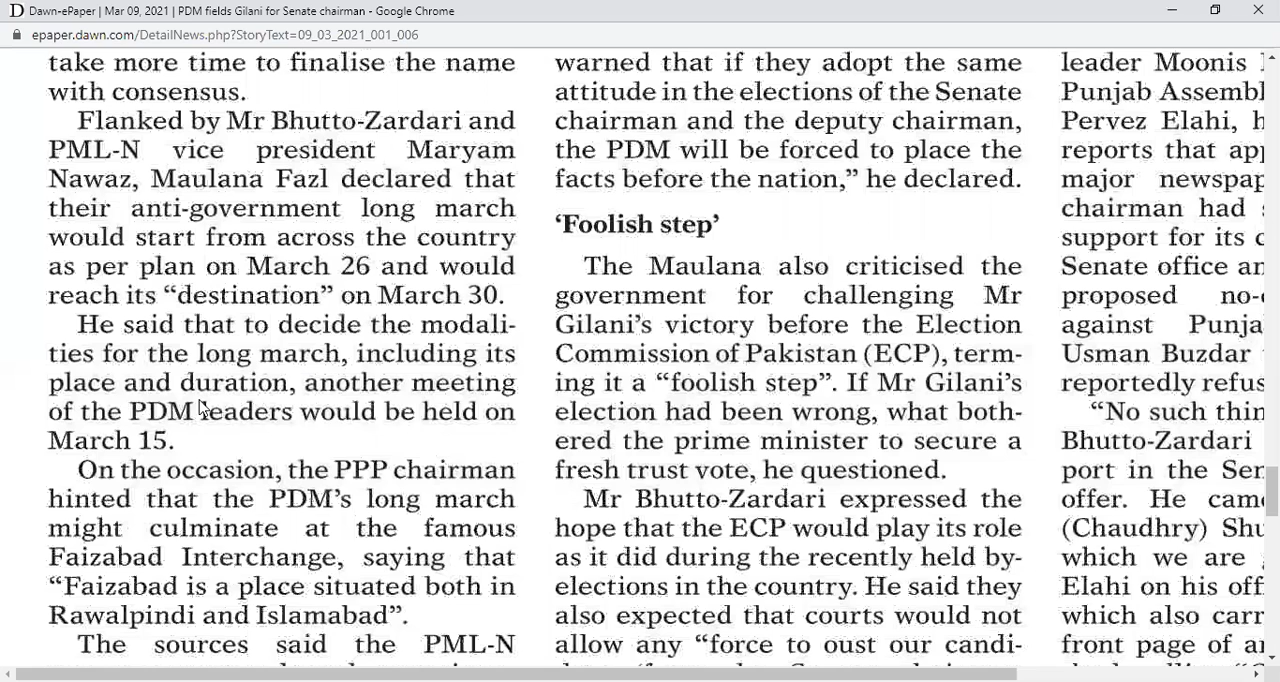 Dawn-ePaper | Mar 09, 2021 | PDM fields Gilani for Senate chairman - Google Chrome
epaper.dawn.com/DetailNews.php?StoryText=09_03_2021_001_006
take more time to finalise the name
with consensus.
Flanked by Mr Bhutto-Zardari and
PML-N vice president Maryam
Nawaz, Maulana Fazl declared that
their anti-government long march
would start from across the country
as per plan on March 26 and would
reach its “destination” on March 30.
He said that to decide the modali-
ties for the long march, including its
place and duration, another meeting
of the PDM leaders would be held on
March 15.
On the occasion, the PPP chairman
hinted that the PDM’s long march
might culminate at the famous
Faizabad Interchange, saying that
“Faizabad is a place situated both in
Rawalpindi and Islamabad”.
The sources said the PML-N
warned that if they adopt the same
attitude in the elections of the Senate
chairman and the deputy chairman,
the PDM will be forced to place the
facts before the nation,” he declared.
‘Foolish step’
The Maulana also criticised the
government for challenging Mr
Gilani’s victory before the Election
Commission of Pakistan (ECP), term-
ing it a “foolish step”. If Mr Gilani’s
election had been wrong, what both-
ered the prime minister to secure a
fresh trust vote, he questioned.
Mr Bhutto-Zardari expressed the
hope that the ECP would play its role
as it did during the recently held by-
elections in the country. He said they
also expected that courts would not
allow any “force to oust our candi-
leader Moonis
Punjab Assembl
Pervez Elahi, h
reports that app
major newspap
chairman had
support for its c
Senate office an
proposed no-c
against Punja
Usman Buzdar
reportedly refus
“No such thin
Bhutto-Zardari
port in the Sen
offer. He came
(Chaudhry) Shu
which we are
Elahi on his off
which also carr
front page of an